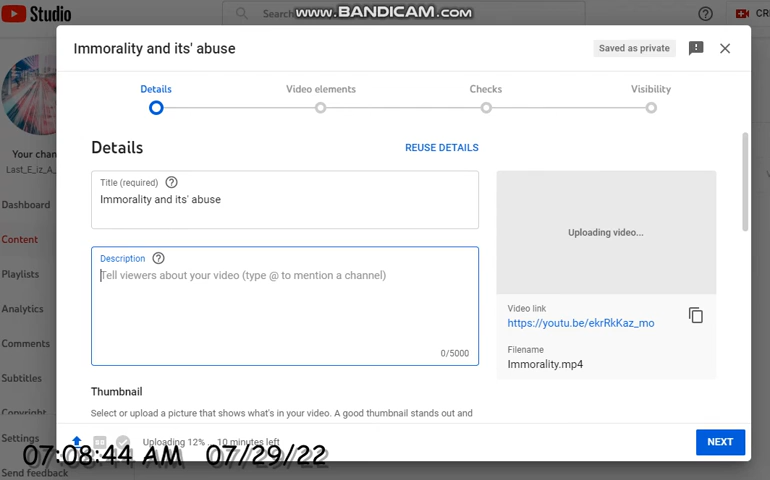 Studio
Sear
www.BANDICAM.com
CR
Immorality and its' abuse
Saved as private
Details
Video elements
Checks
Visibility
Your chan
Last_E_iz_A_
Dashboard
Content
Playlists
Analytics
Comments
Subtitles
Copyright
Settings
Send feedback
Details
REUSE DETAILS
Title (required)
Immorality and its' abuse
Description
Tell viewers about your video (type @ to mention a channel)
0/5000
Uploading video...
Video link
https://youtu.be/ekrRkKaz_mo
Filename
Immorality.mp4
Thumbnail
Select or upload a picture that shows what's in your video. A good thumbnail stands out and
Uploading 12% ... 10 minutes left
NEXT
07:08:44 AM 07/29/22